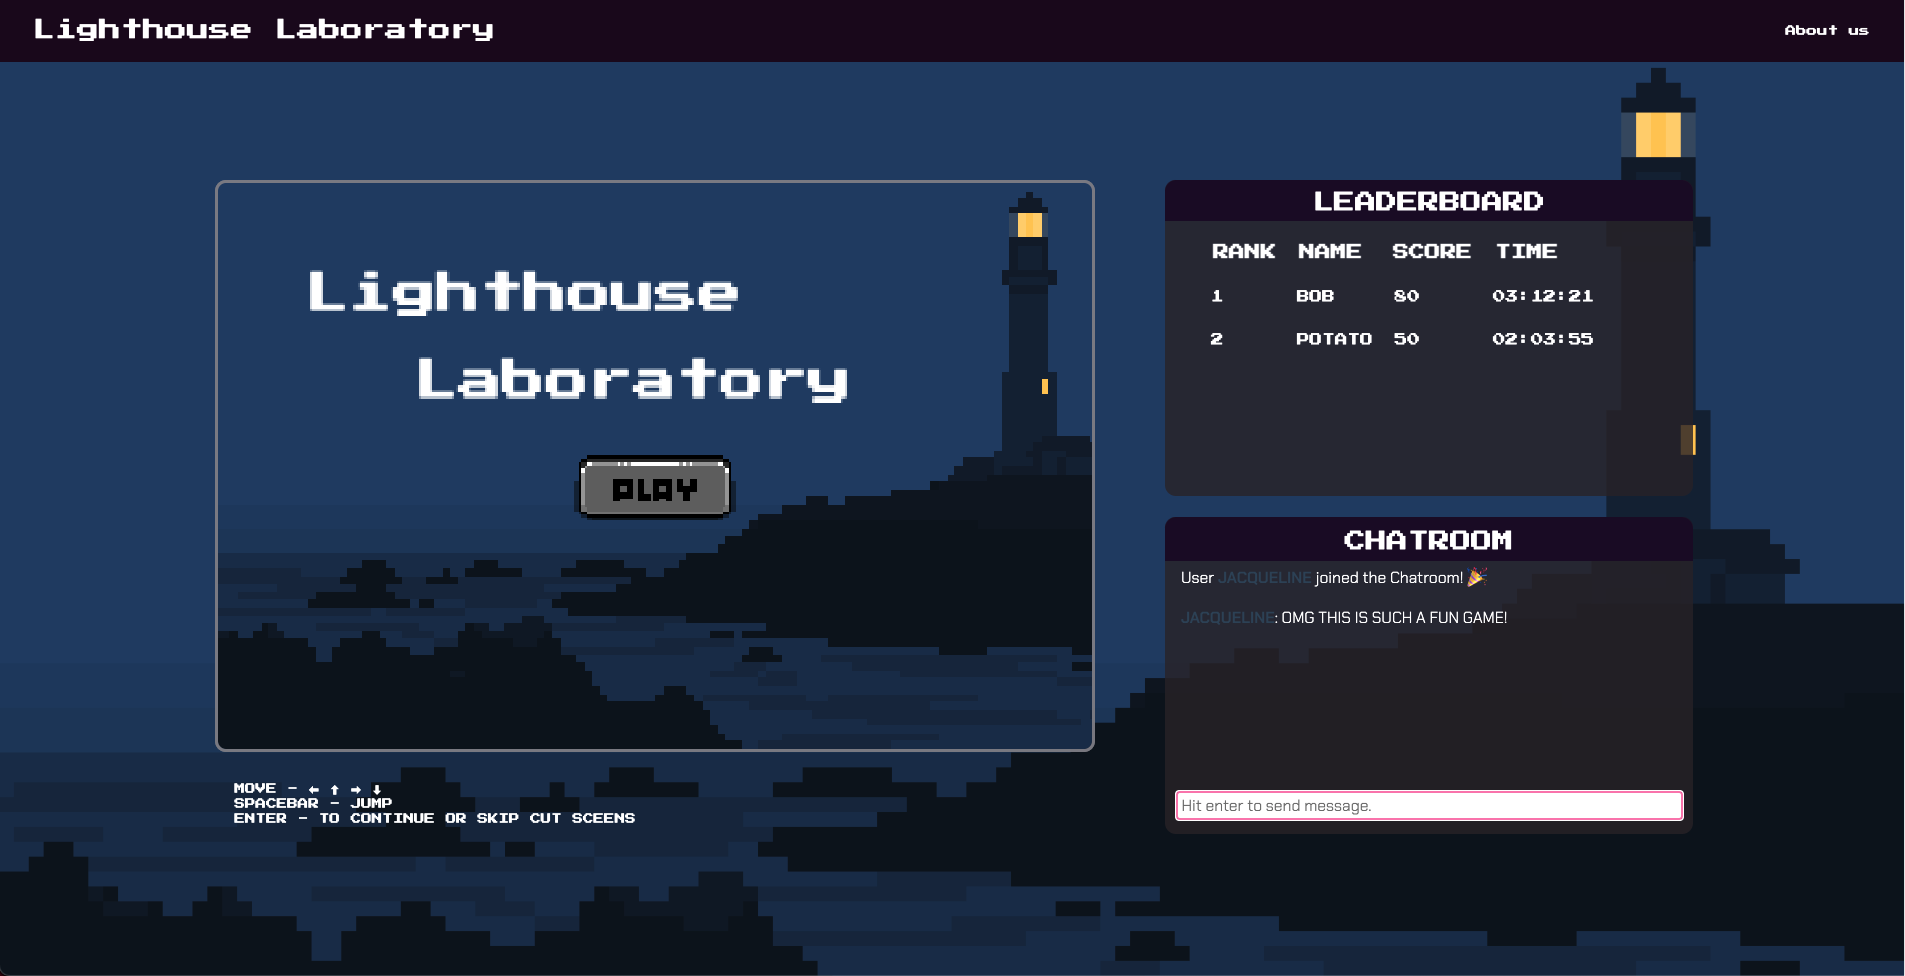 Lighthouse Laboratory
About us
Lighthouse
Laboratory
PLAY
MOVE - ← ↑ → ↓
SPACEBAR - JUMP
ENTER - TO CONTINUE OR SKIP CUT SCEENS
LEADERBOARD
RANK NAME SCORE TIME
1 BOB 80 03:12:21
2 POTATO 50 02:03:55
CHATROOM
User JACQUELINE joined the Chatroom! 🎉
JACQUELINE: OMG THIS IS SUCH A FUN GAME!
Hit enter to send message.